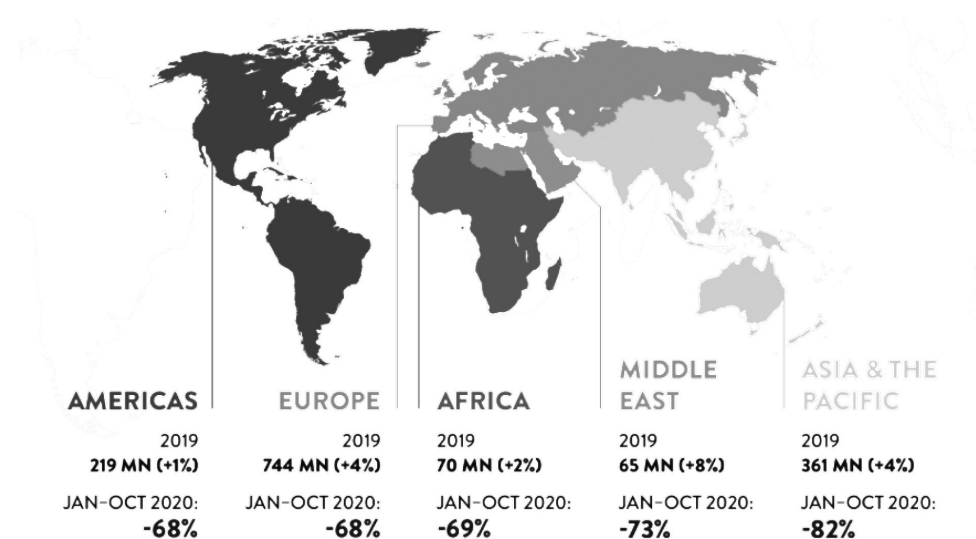 AMERICAS
2019
219 MN (+1%)
JAN–OCT 2020:
-68%
EUROPE
2019
744 MN (+4%)
JAN–OCT 2020:
-68%
AFRICA
2019
70 MN (+2%)
JAN–OCT 2020:
-69%
MIDDLE
EAST
2019
65 MN (+8%)
JAN–OCT 2020:
-73%
ASIA & THE
PACIFIC
2019
361 MN (+4%)
JAN–OCT 2020:
-82%